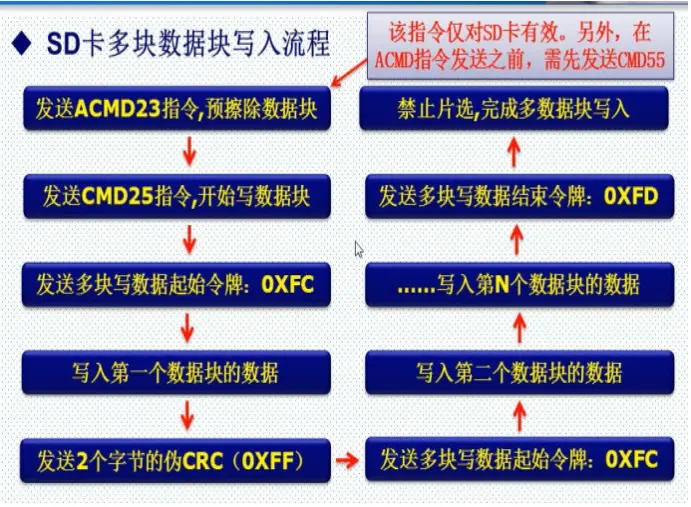 SD卡多块数据块写入流程
该指令仅对SD卡有效。另外，在
ACMD指令发送之前，需先发送CMD55
发送ACMD23指令,预擦除数据块
发送CMD25指令,开始写数据块
发送多块写数据起始令牌：0XFC
写入第一个数据块的数据
发送2个字节的伪CRC（0XFF）
发送多块写数据起始令牌：0XFC
写入第二个数据块的数据
......写入第N个数据块的数据
发送多块写数据结束令牌：0XFD
禁止片选,完成多数据块写入